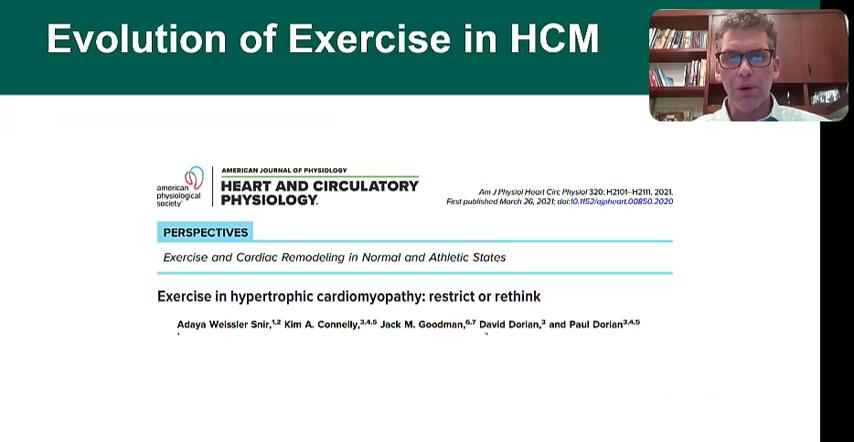 Evolution of Exercise in HCM
american
physiological
society
AMERICAN JOURNAL OF PHYSIOLOGY
HEART AND CIRCULATORY
PHYSIOLOGY.
Am J Physiol Heart Circ Physiol 320: H2101–H2111, 2021.
First published March 26, 2021; doi:10.1152/ajpheart.00850.2020
PERSPECTIVES
Exercise and Cardiac Remodeling in Normal and Athletic States
Exercise in hypertrophic cardiomyopathy: restrict or rethink
Adaya Weissler Snir,1,2 Kim A. Connelly,3,4,5 Jack M. Goodman,6,7 David Dorian,3 and Paul Dorian3,4,5